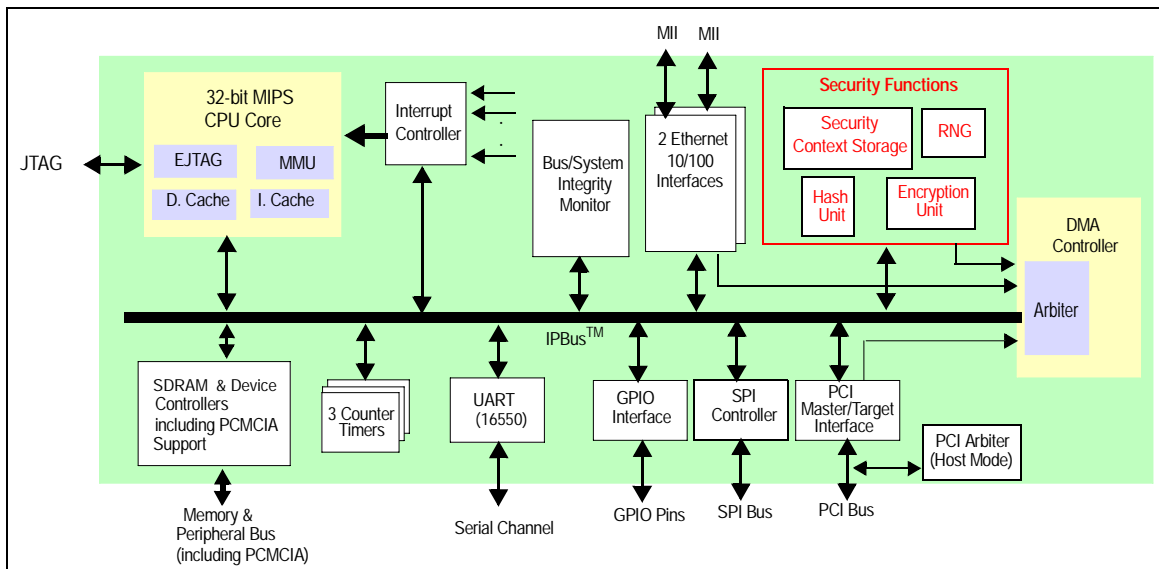 MII
MII
32-bit MIPS
CPU Core
EJTAG
MMU
D. Cache
I. Cache
JTAG
Interrupt
Controller
.
.
Bus/System
Integrity
Monitor
2 Ethernet
10/100
Interfaces
Security Functions
Security
Context Storage
RNG
Hash
Unit
Encryption
Unit
DMA
Controller
Arbiter
IPBus™
SDRAM & Device
Controllers
including PCMCIA
Support
3 Counter
Timers
UART
(16550)
GPIO
Interface
SPI
Controller
PCI
Master/Target
Interface
PCI Arbiter
(Host Mode)
Memory &
Peripheral Bus
(including PCMCIA)
Serial Channel
GPIO Pins
SPI Bus
PCI Bus